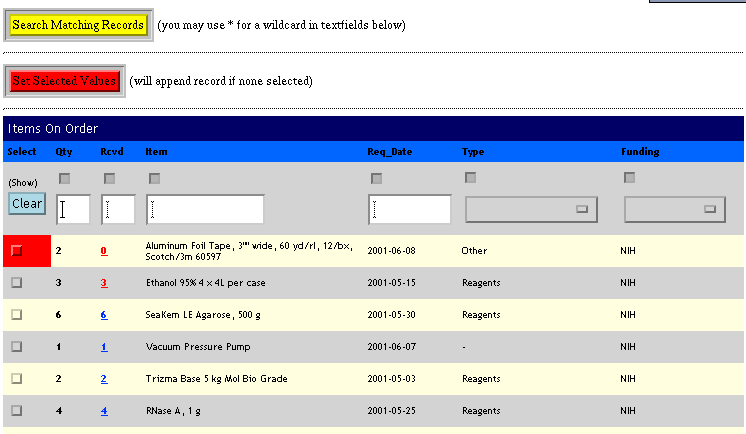 Search Matching Records (you may use * for a wildcard in textfields below)
Set Selected Values (will append record if none selected)
Items On Order
Select Qty Rcvd Item Req_Date Type Funding
(Show)
Clear
2 0 Aluminum Foil Tape, 3"" wide, 60 yd/rl, 12/bx, 2001-06-08 Other NIH
Scotch/3m 60597
3 3 Ethanol 95% 4 x 4L per case 2001-05-15 Reagents NIH
6 6 SeaKem LE Agarose, 500 g 2001-05-30 Reagents NIH
1 1 Vacuum Pressure Pump 2001-06-07 - NIH
2 2 Trizma Base 5 kg Mol Bio Grade 2001-05-03 Reagents NIH
4 4 RNase A, 1 g 2001-05-25 Reagents NIH